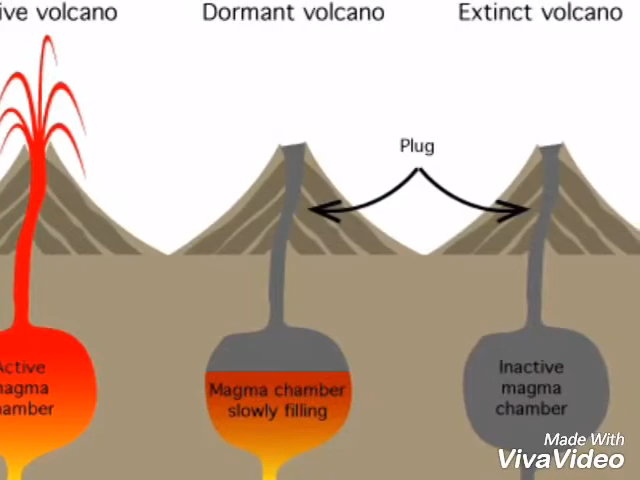 ive volcano
Dormant volcano
Extinct volcano
Plug
Active
magma
chamber
Magma chamber
slowly filling
Inactive
magma
chamber
Made With
VivaVideo